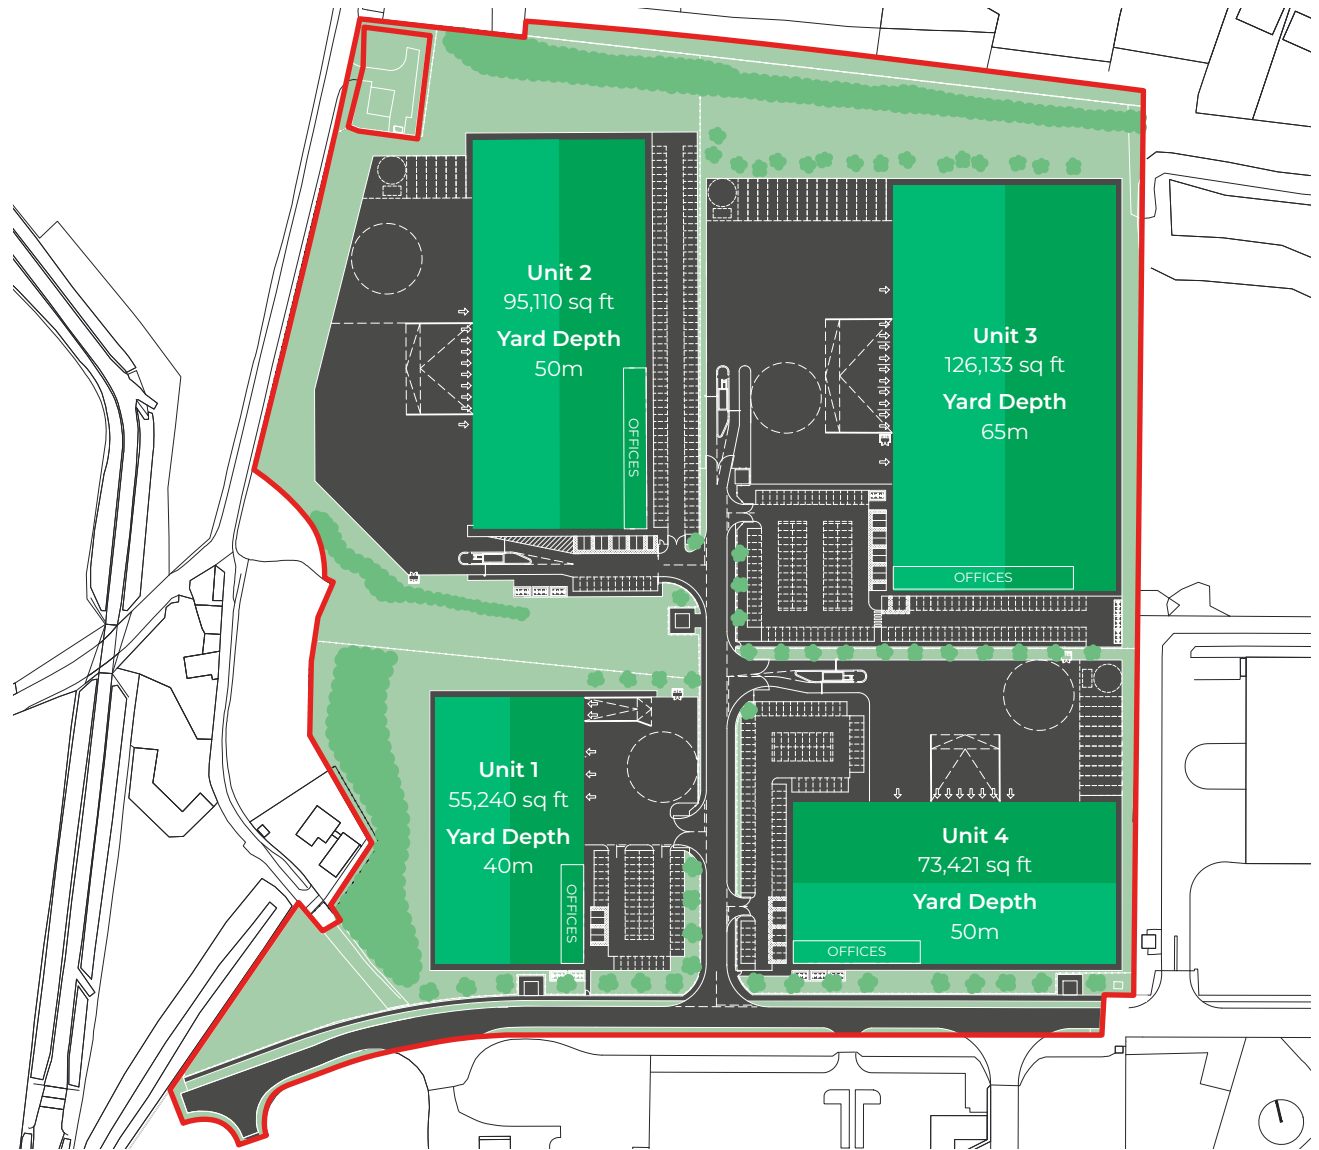 Unit 2
95,110 sq ft
Yard Depth
50m
OFFICES
Unit 3
126,133 sq ft
Yard Depth
65m
OFFICES
Unit 1
55,240 sq ft
Yard Depth
40m
OFFICES
Unit 4
73,421 sq ft
Yard Depth
50m
OFFICES